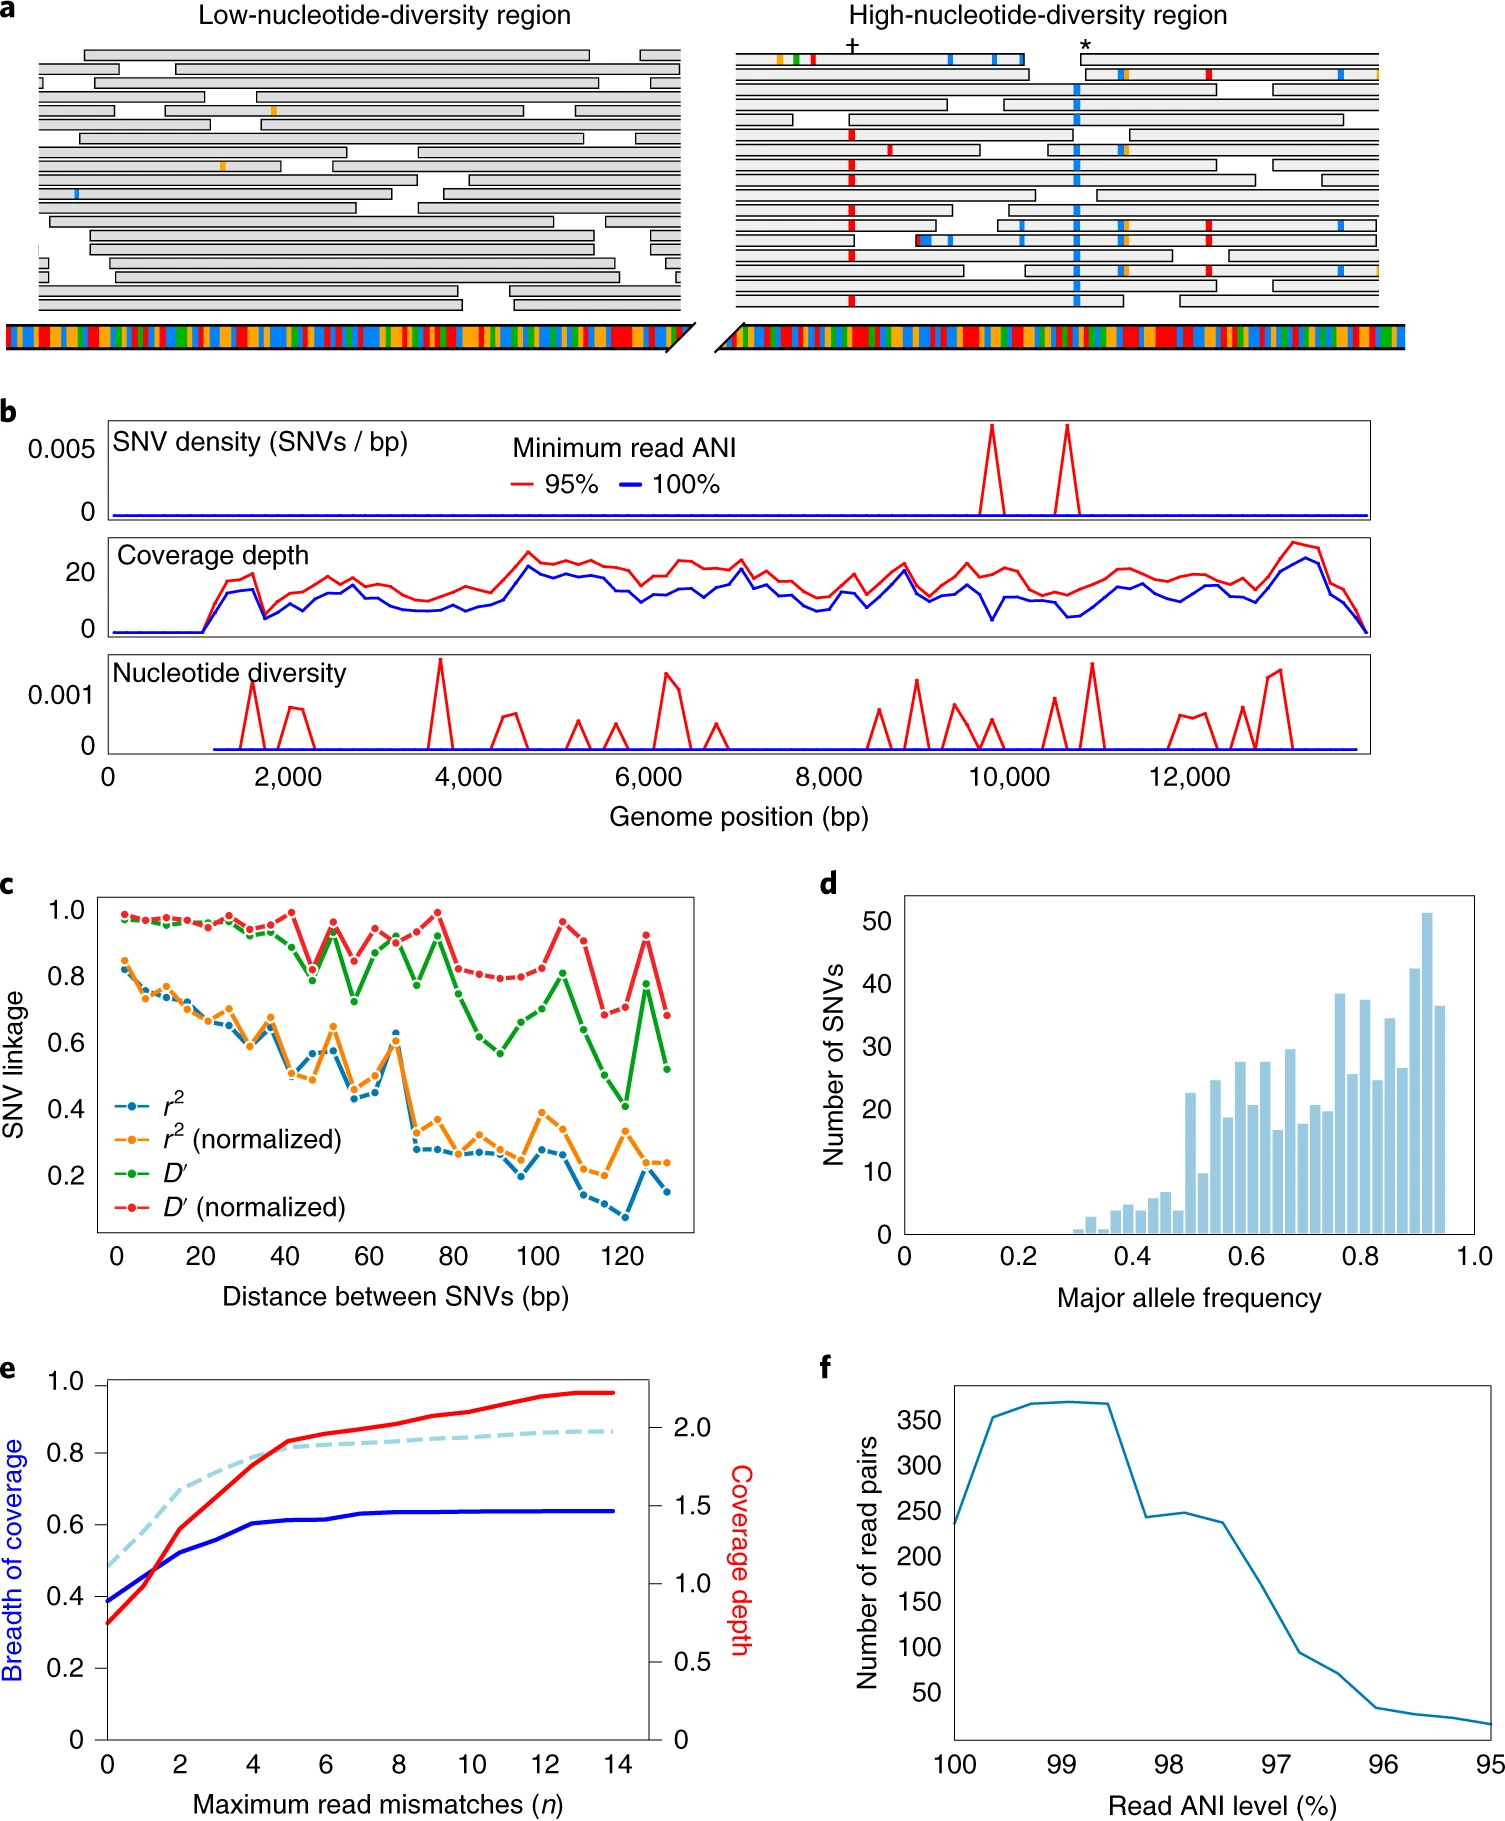 a
Low-nucleotide-diversity region
High-nucleotide-diversity region
†
*
b
SNV density (SNVs / bp)
Minimum read ANI
95%
100%
0.005
0
Coverage depth
20
0
Nucleotide diversity
0.001
0
0
2,000
4,000
6,000
8,000
10,000
12,000
Genome position (bp)
c
1.0
0.8
0.6
0.4
0.2
SNV linkage
r²
r² (normalized)
D′
D′ (normalized)
0
20
40
60
80
100
120
Distance between SNVs (bp)
d
50
40
30
20
10
0
Number of SNVs
0
0.2
0.4
0.6
0.8
1.0
Major allele frequency
e
1.0
0.8
0.6
0.4
0.2
0
Breadth of coverage
2.0
1.5
1.0
0.5
0
Coverage depth
0
2
4
6
8
10
12
14
Maximum read mismatches (n)
f
350
300
250
200
150
100
50
Number of read pairs
100
99
98
97
96
95
Read ANI level (%)